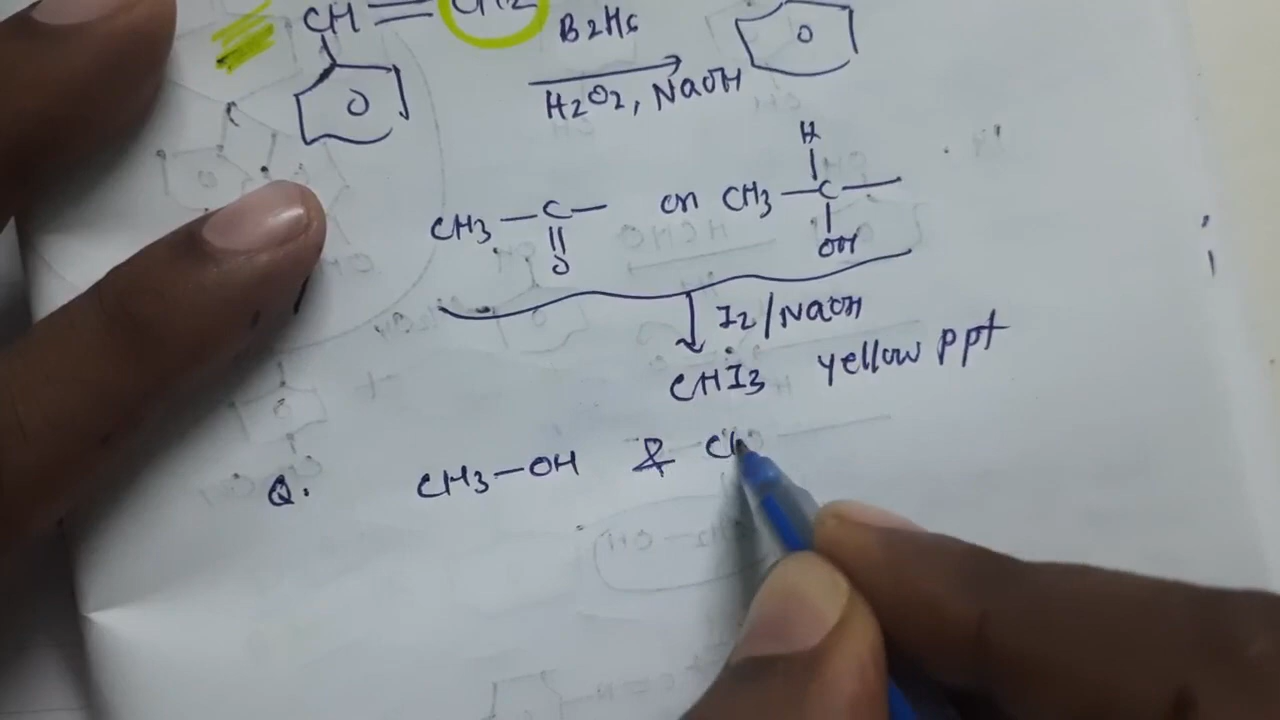 CH = CH2
B2H6
H2O2, NaOH
CH3 — C — or CH3 — C —
H
O
OH
I2/NaOH
CHI3 yellow ppt
Q. CH3—OH & C